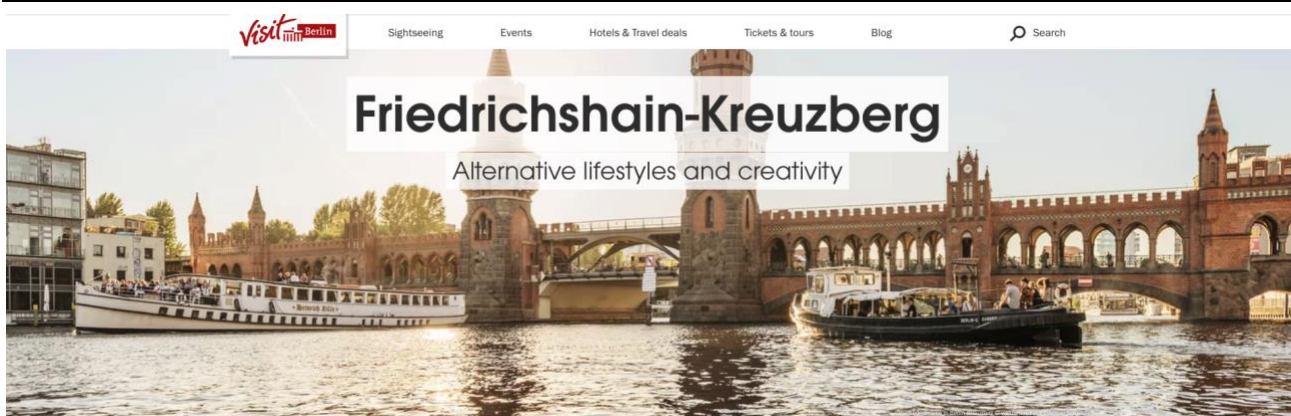 Visit Berlin
Sightseeing
Events
Hotels & Travel deals
Tickets & tours
Blog
Search
Friedrichshain-Kreuzberg
Alternative lifestyles and creativity